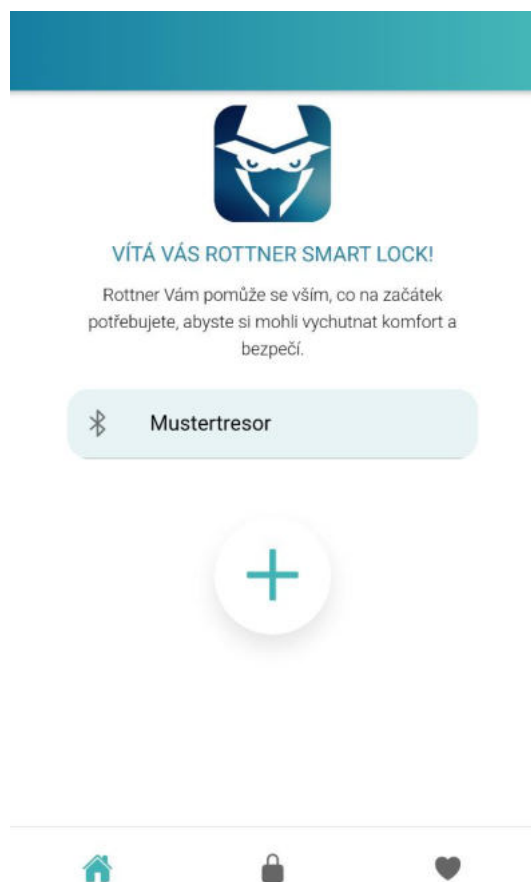 VÍTÁ VÁS ROTTNER SMART LOCK!
Rottner Vám pomůže se vším, co na začátek
potřebujete, abyste si mohli vychutnat komfort a
bezpečí.
Mustertresor